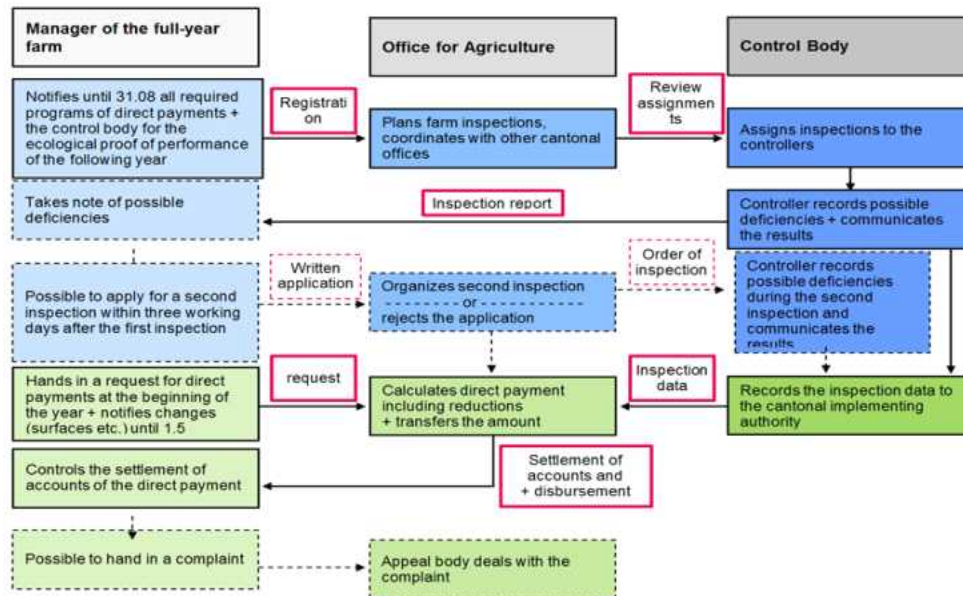 Manager of the full-year
farm
Office for Agriculture
Control Body
Notifies until 31.08 all required
programs of direct payments +
the control body for the
ecological proof of performance
of the following year
Registrati
on
Plans farm inspections,
coordinates with other cantonal
offices
Review
assignmen
ts
Assigns inspections to the
controllers
Takes note of possible
deficiencies
Inspection report
Controller records possible
deficiencies + communicates
the results
Possible to apply for a second
inspection within three working
days after the first inspection
Written
application
Organizes second inspection
- - - - - - - - - or - - - - - - - - - - - -
rejects the application
Order of
inspection
Controller records
possible deficiencies
during the second
inspection and
communicates the
results
Hands in a request for direct
payments at the beginning of
the year + notifies changes
(surfaces etc.) until 1.5
request
Calculates direct payment
including reductions
+ transfers the amount
Inspection
data
Records the inspection data to
the cantonal implementing
authority
Controls the settlement of
accounts of the direct payment
Settlement of
accounts and
+ disbursement
Possible to hand in a complaint
Appeal body deals with the
complaint